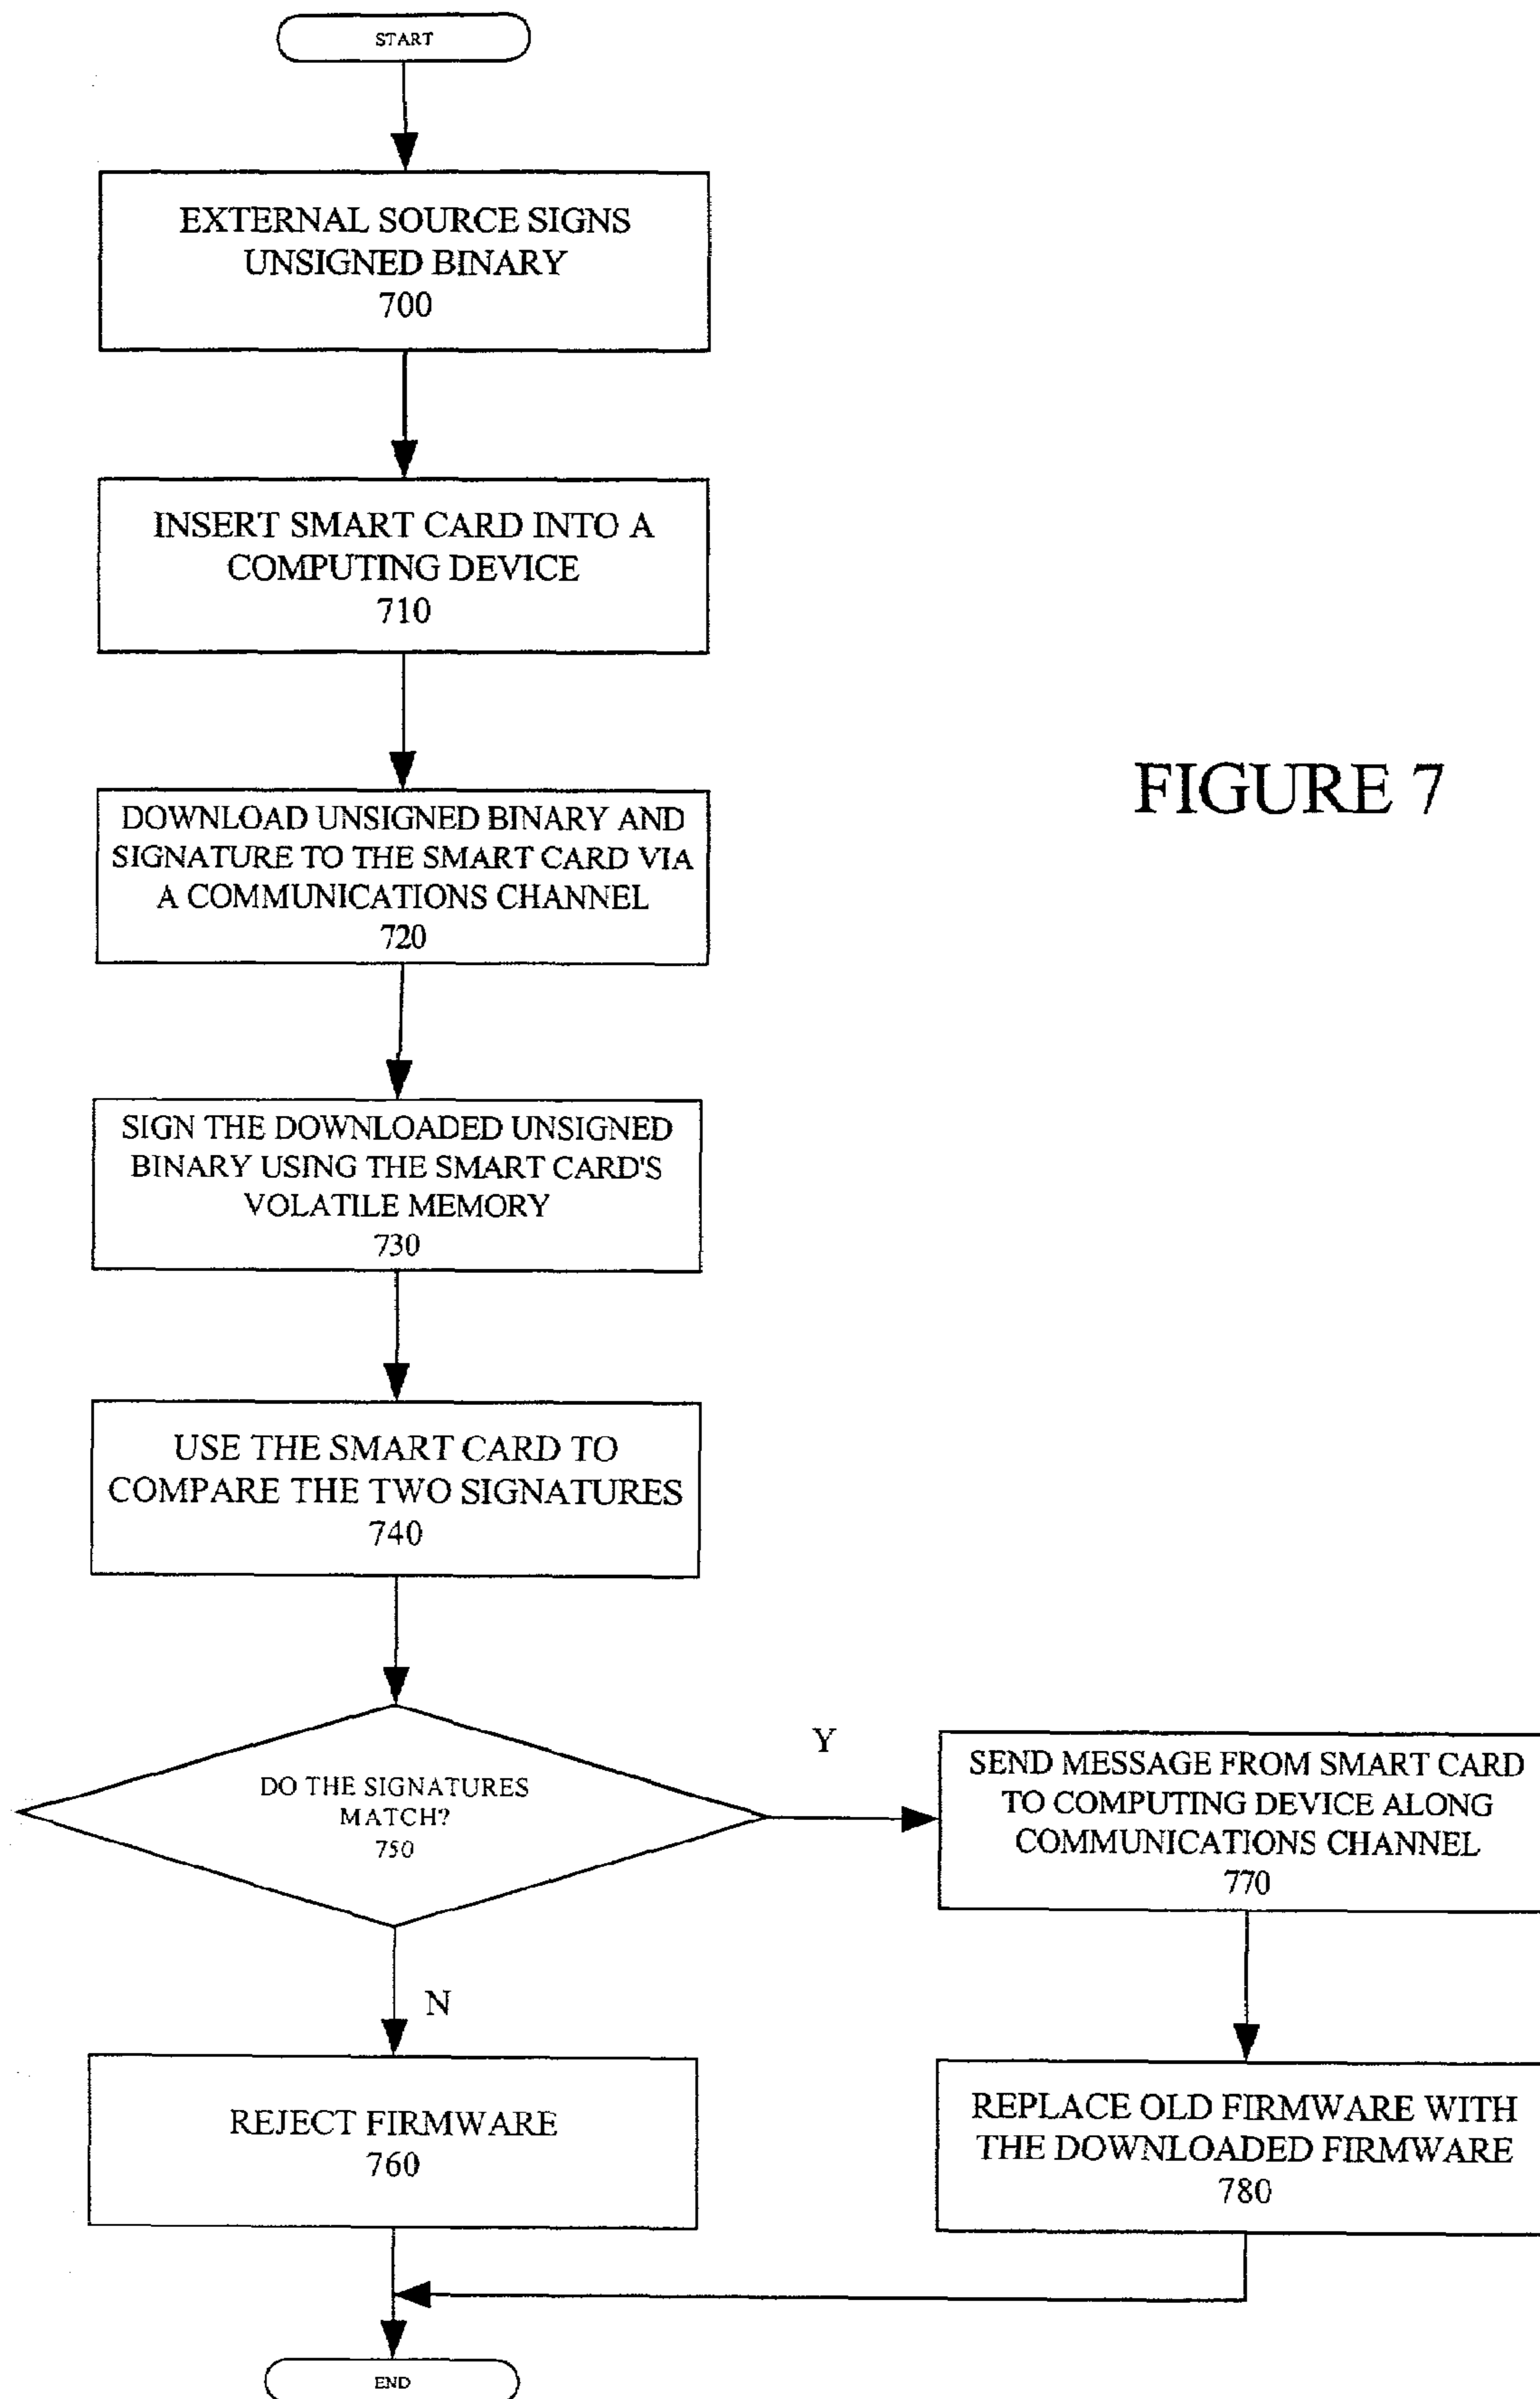 START
EXTERNAL SOURCE SIGNS
UNSIGNED BINARY
700
INSERT SMART CARD INTO A
COMPUTING DEVICE
710
FIGURE 7
DOWNLOAD UNSIGNED BINARY AND
SIGNATURE TO THE SMART CARD VIA
A COMMUNICATIONS CHANNEL
720
SIGN THE DOWNLOADED UNSIGNED
BINARY USING THE SMART CARD'S
VOLATILE MEMORY
730
USE THE SMART CARD TO
COMPARE THE TWO SIGNATURES
740
DO THE SIGNATURES
MATCH?
750
Y
SEND MESSAGE FROM SMART CARD
TO COMPUTING DEVICE ALONG
COMMUNICATIONS CHANNEL
770
N
REJECT FIRMWARE
760
REPLACE OLD FIRMWARE WITH
THE DOWNLOADED FIRMWARE
780
END